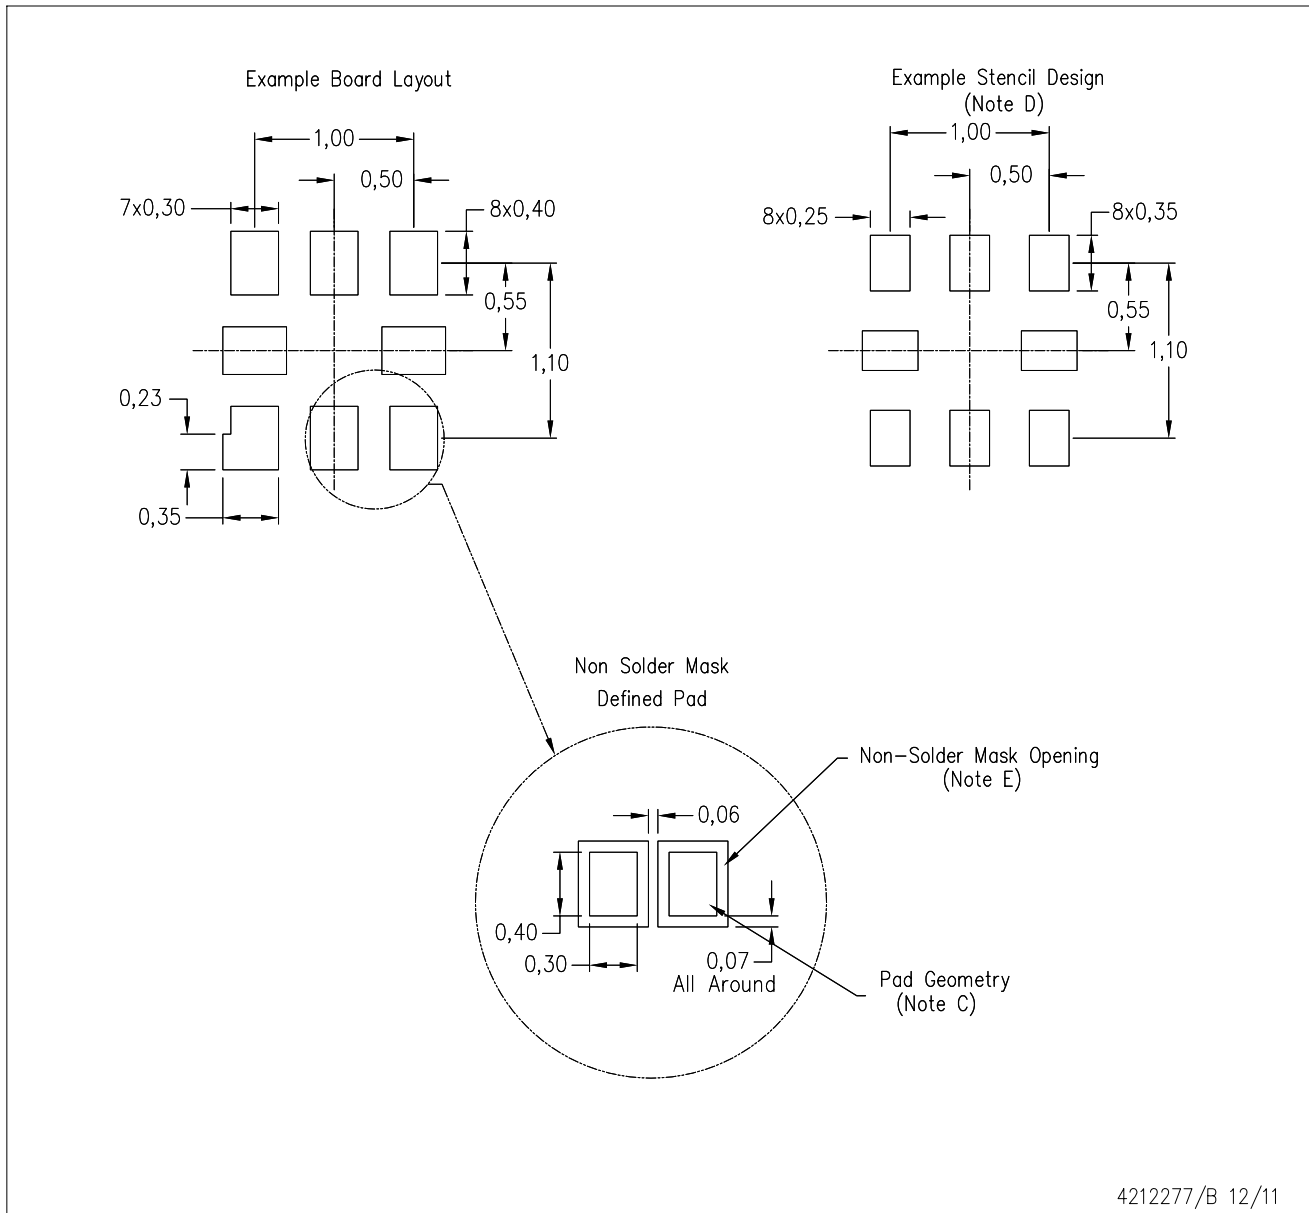 Example Board Layout
1,00
0,50
7x0,30
8x0,40
0,55
1,10
0,23
0,35
Example Stencil Design
(Note D)
1,00
0,50
8x0,25
8x0,35
0,55
1,10
Non Solder Mask
Defined Pad
Non-Solder Mask Opening
(Note E)
0,06
0,40
0,30
0,07
All Around
Pad Geometry
(Note C)
4212277/B 12/11